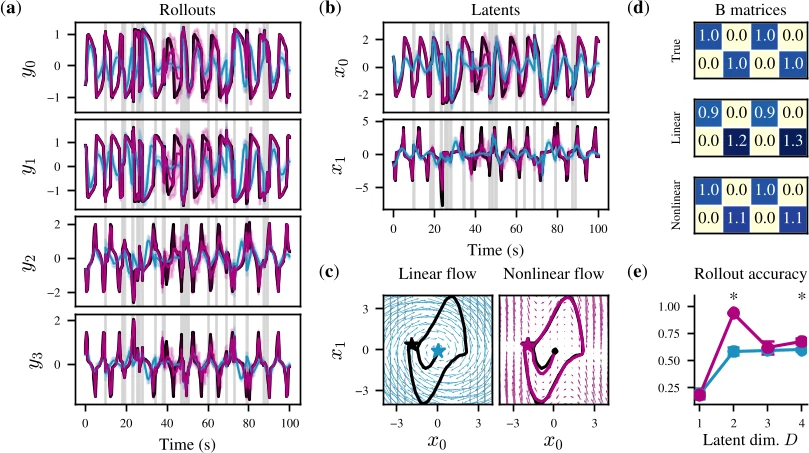 (a) Rollouts
y0
1
0
−1
y1
1
0
−1
y2
2
0
−2
y3
2
0
0 20 40 60 80 100
Time (s)
(b) Latents
x0
2
0
-2
x1
5
0
−5
0 20 40 60 80 100
Time (s)
(c) Linear flow Nonlinear flow
x1
3
0
−3
−3 0 3 −3 0 3
x0 x0
(d) B matrices
True
1.0 0.0 1.0 0.0
0.0 1.0 0.0 1.0
Linear
0.9 0.0 0.9 0.0
0.0 1.2 0.0 1.3
Nonlinear
1.0 0.0 1.0 0.0
0.0 1.1 0.0 1.1
(e) Rollout accuracy
* *
1.00
0.75
0.50
0.25
1 2 3 4
Latent dim. D